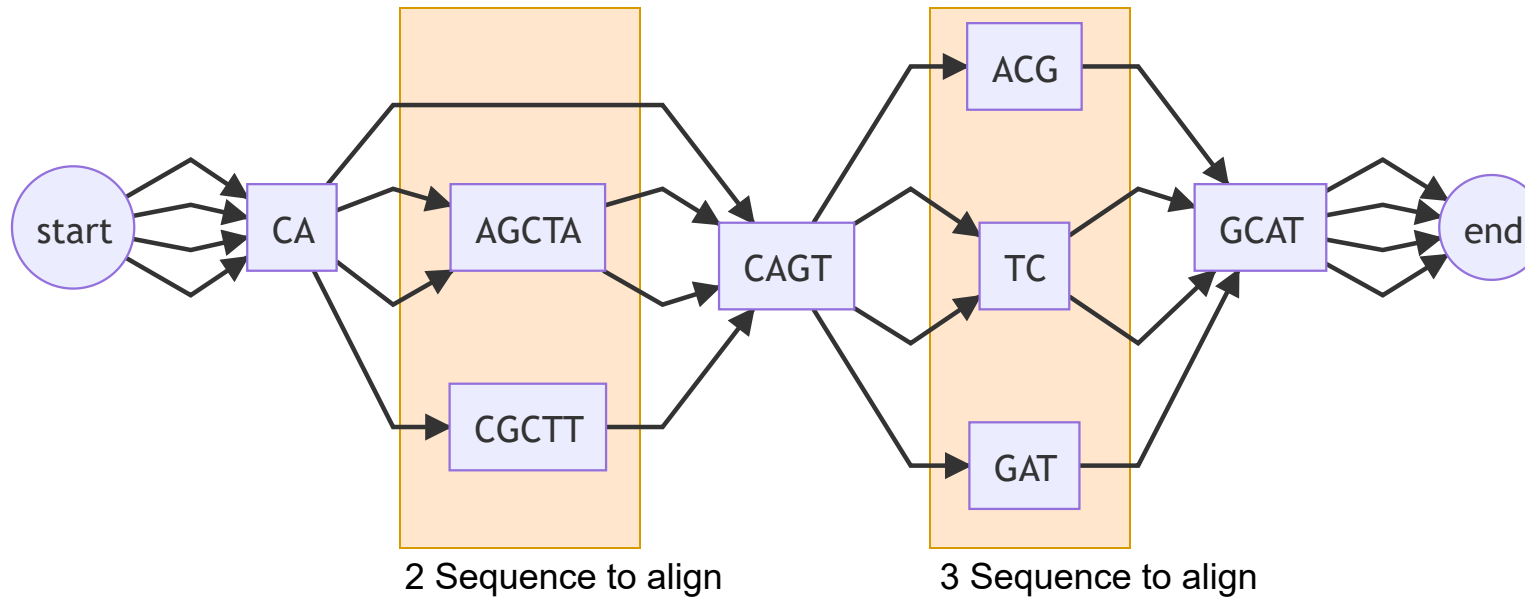 start
CA
AGCTA
CGCTT
CAGT
ACG
TC
GAT
GCAT
end
2 Sequence to align
3 Sequence to align